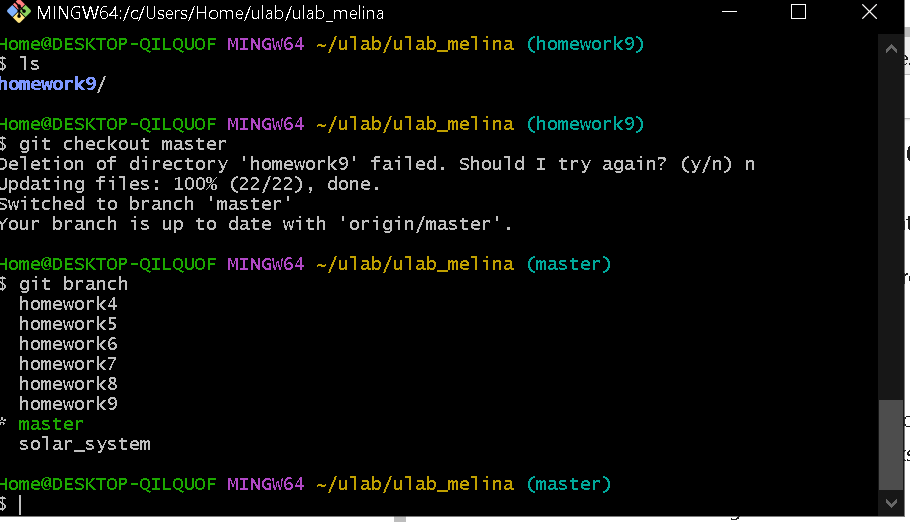 MINGW64:/c/Users/Home/ulab/ulab_melina
Home@DESKTOP-QILQUOF MINGW64 ~/ulab/ulab_melina (homework9)
$ ls
homework9/
Home@DESKTOP-QILQUOF MINGW64 ~/ulab/ulab_melina (homework9)
$ git checkout master
Deletion of directory 'homework9' failed. Should I try again? (y/n) n
Updating files: 100% (22/22), done.
Switched to branch 'master'
Your branch is up to date with 'origin/master'.
Home@DESKTOP-QILQUOF MINGW64 ~/ulab/ulab_melina (master)
$ git branch
homework4
homework5
homework6
homework7
homework8
homework9
* master
solar_system
Home@DESKTOP-QILQUOF MINGW64 ~/ulab/ulab_melina (master)
$